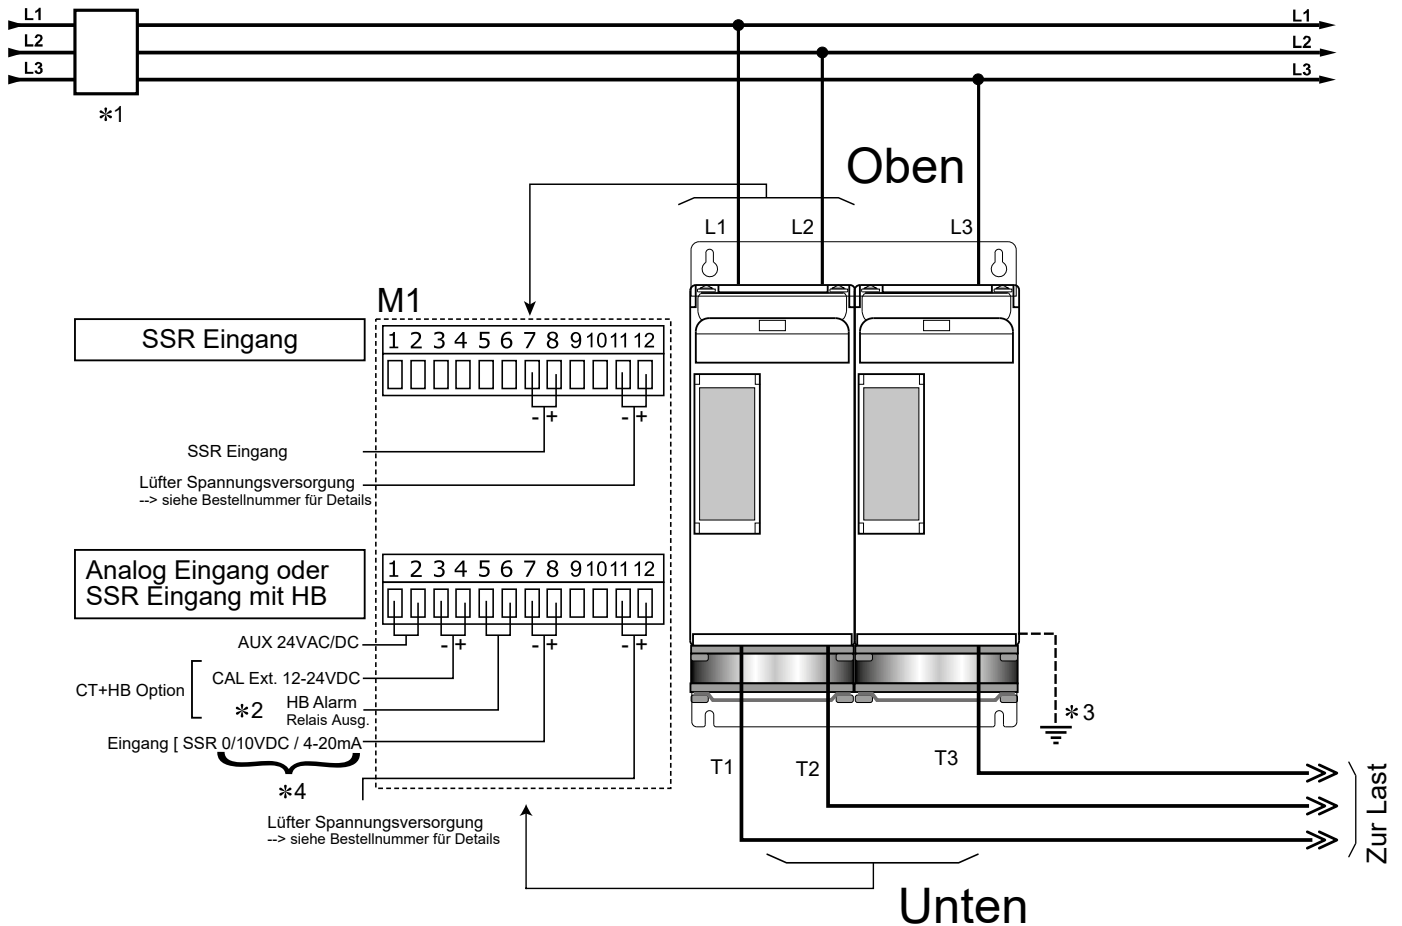 L1 L1
L2 L2
L3 L3
*1
Oben
L1 L2 L3
M1
SSR Eingang
1 2 3 4 5 6 7 8 9 10 11 12
- + - +
SSR Eingang
Lüfter Spannungsversorgung
--> siehe Bestellnummer für Details
Analog Eingang oder
SSR Eingang mit HB
1 2 3 4 5 6 7 8 9 10 11 12
AUX 24VAC/DC
- + - + - +
CT+HB Option
CAL Ext. 12-24VDC
*2
HB Alarm
Relais Ausg.
Eingang [ SSR 0/10VDC / 4-20mA
*4
Lüfter Spannungsversorgung
--> siehe Bestellnummer für Details
*3
T1 T2 T3
Zur Last
Unten